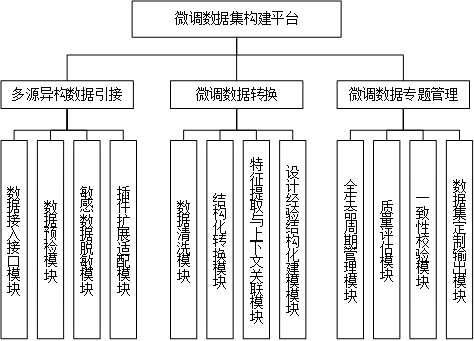 微调数据集构建平台
多源异构数据引接
微调数据转换
微调数据专题管理
数据接入接口模块
数据预检模块
敏感数据脱敏模块
插件扩展适配模块
数据清洗模块
结构化转换模块
特征提取与上下文关联模块
设计经验结构化建模模块
全生命周期管理模块
质量评估模块
一致性校验模块
数据集定制输出模块